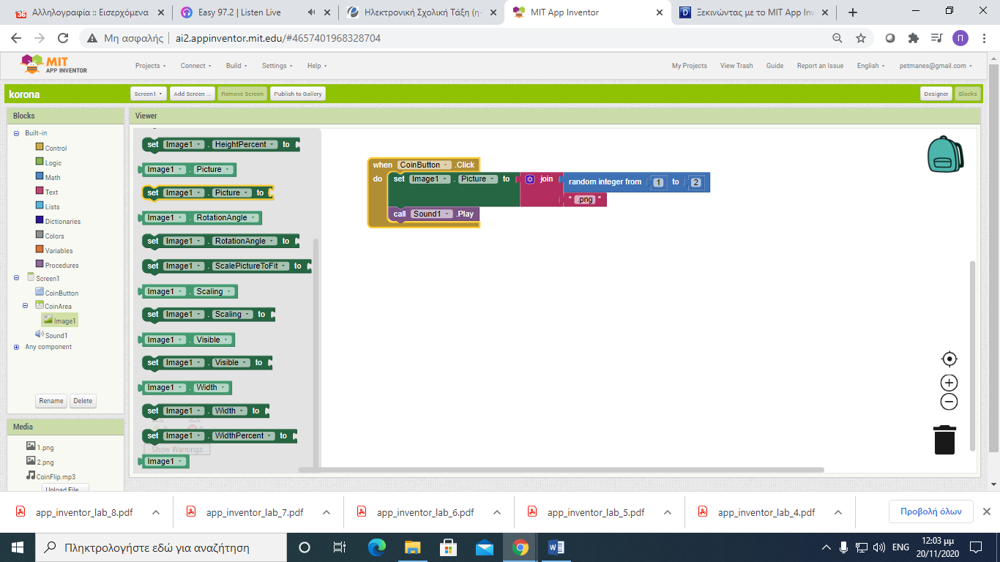 Αλληλογραφία :: Εισερχόμενα
Easy 97.2 | Listen Live
Ηλεκτρονική Σχολική Τάξη (η-
MIT App Inventor
Ξεκινώντας με το MIT App Inv
Μη ασφαλής
ai2.appinventor.mit.edu/#4657401968328704
Π
MIT
APP INVENTOR
Projects
Connect
Build
Settings
Help
My Projects
View Trash
Guide
Report an Issue
English
petmanes@gmail.com
korona
Screen1
Add Screen ...
Remove Screen
Publish to Gallery
Designer
Blocks
Blocks
Built-in
Control
Logic
Math
Text
Lists
Dictionaries
Colors
Variables
Procedures
Screen1
CoinButton
CoinArea
Image1
Sound1
Any component
Rename
Delete
Media
1.png
2.png
CoinFlip.mp3
Upload File
Viewer
set Image1 . HeightPercent to
Image1 . Picture
set Image1 . Picture to
Image1 . RotationAngle
set Image1 . RotationAngle to
set Image1 . ScalePictureToFit to
Image1 . Scaling
set Image1 . Scaling to
Image1 . Visible
set Image1 . Visible to
Image1 . Width
set Image1 . Width to
set Image1 . WidthPercent to
Show Warnings
Image1
when CoinButton .Click
do set Image1 . Picture to join random integer from 1 to 2
“ .png ”
call Sound1 .Play
app_inventor_lab_8.pdf
app_inventor_lab_7.pdf
app_inventor_lab_6.pdf
app_inventor_lab_5.pdf
app_inventor_lab_4.pdf
Προβολή όλων
Πληκτρολογήστε εδώ για αναζήτηση
ENG
12:03 μμ
20/11/2020